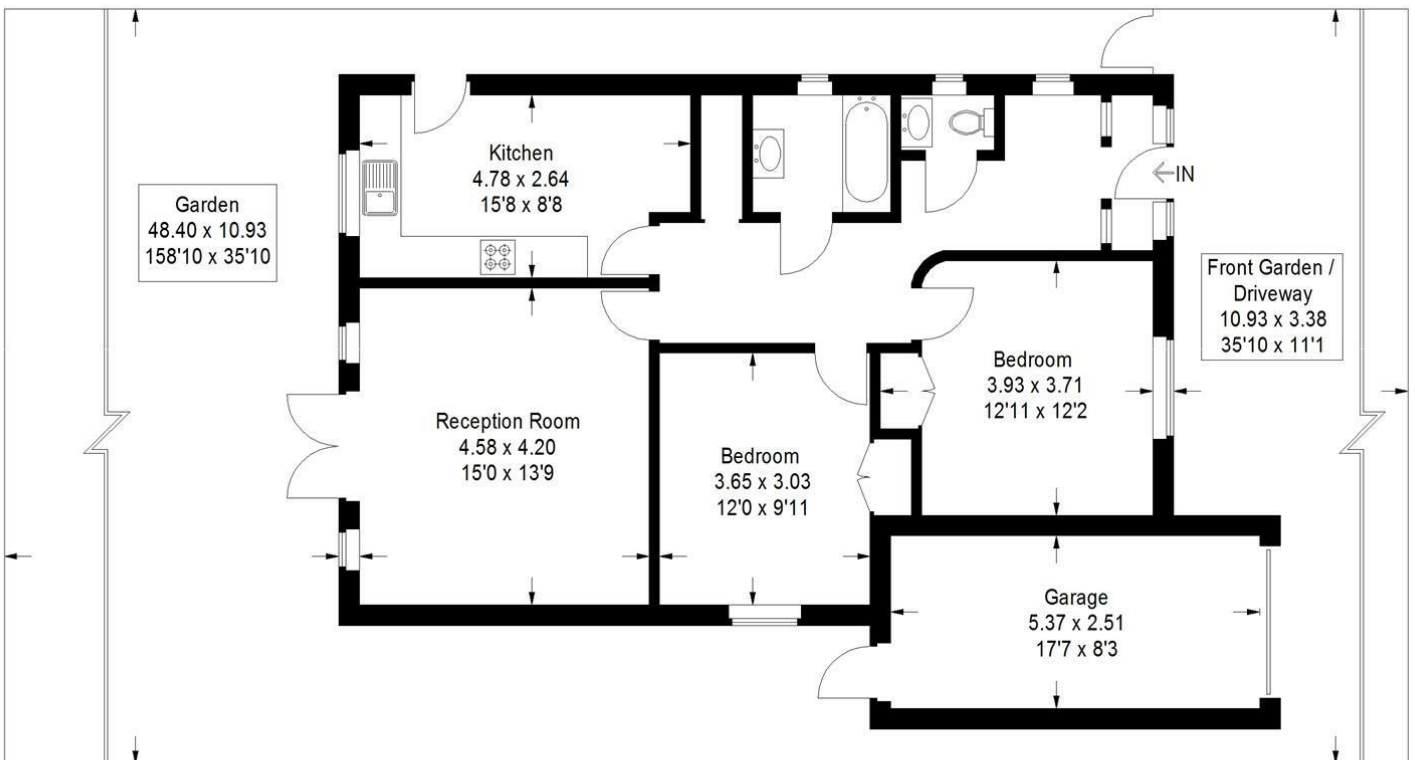 Kitchen
4.78 x 2.64
15'8 x 8'8
IN
Garden
48.40 x 10.93
158'10 x 35'10
Front Garden /
Driveway
10.93 x 3.38
35'10 x 11'1
Bedroom
3.93 x 3.71
12'11 x 12'2
Reception Room
4.58 x 4.20
15'0 x 13'9
Bedroom
3.65 x 3.03
12'0 x 9'11
Garage
5.37 x 2.51
17'7 x 8'3